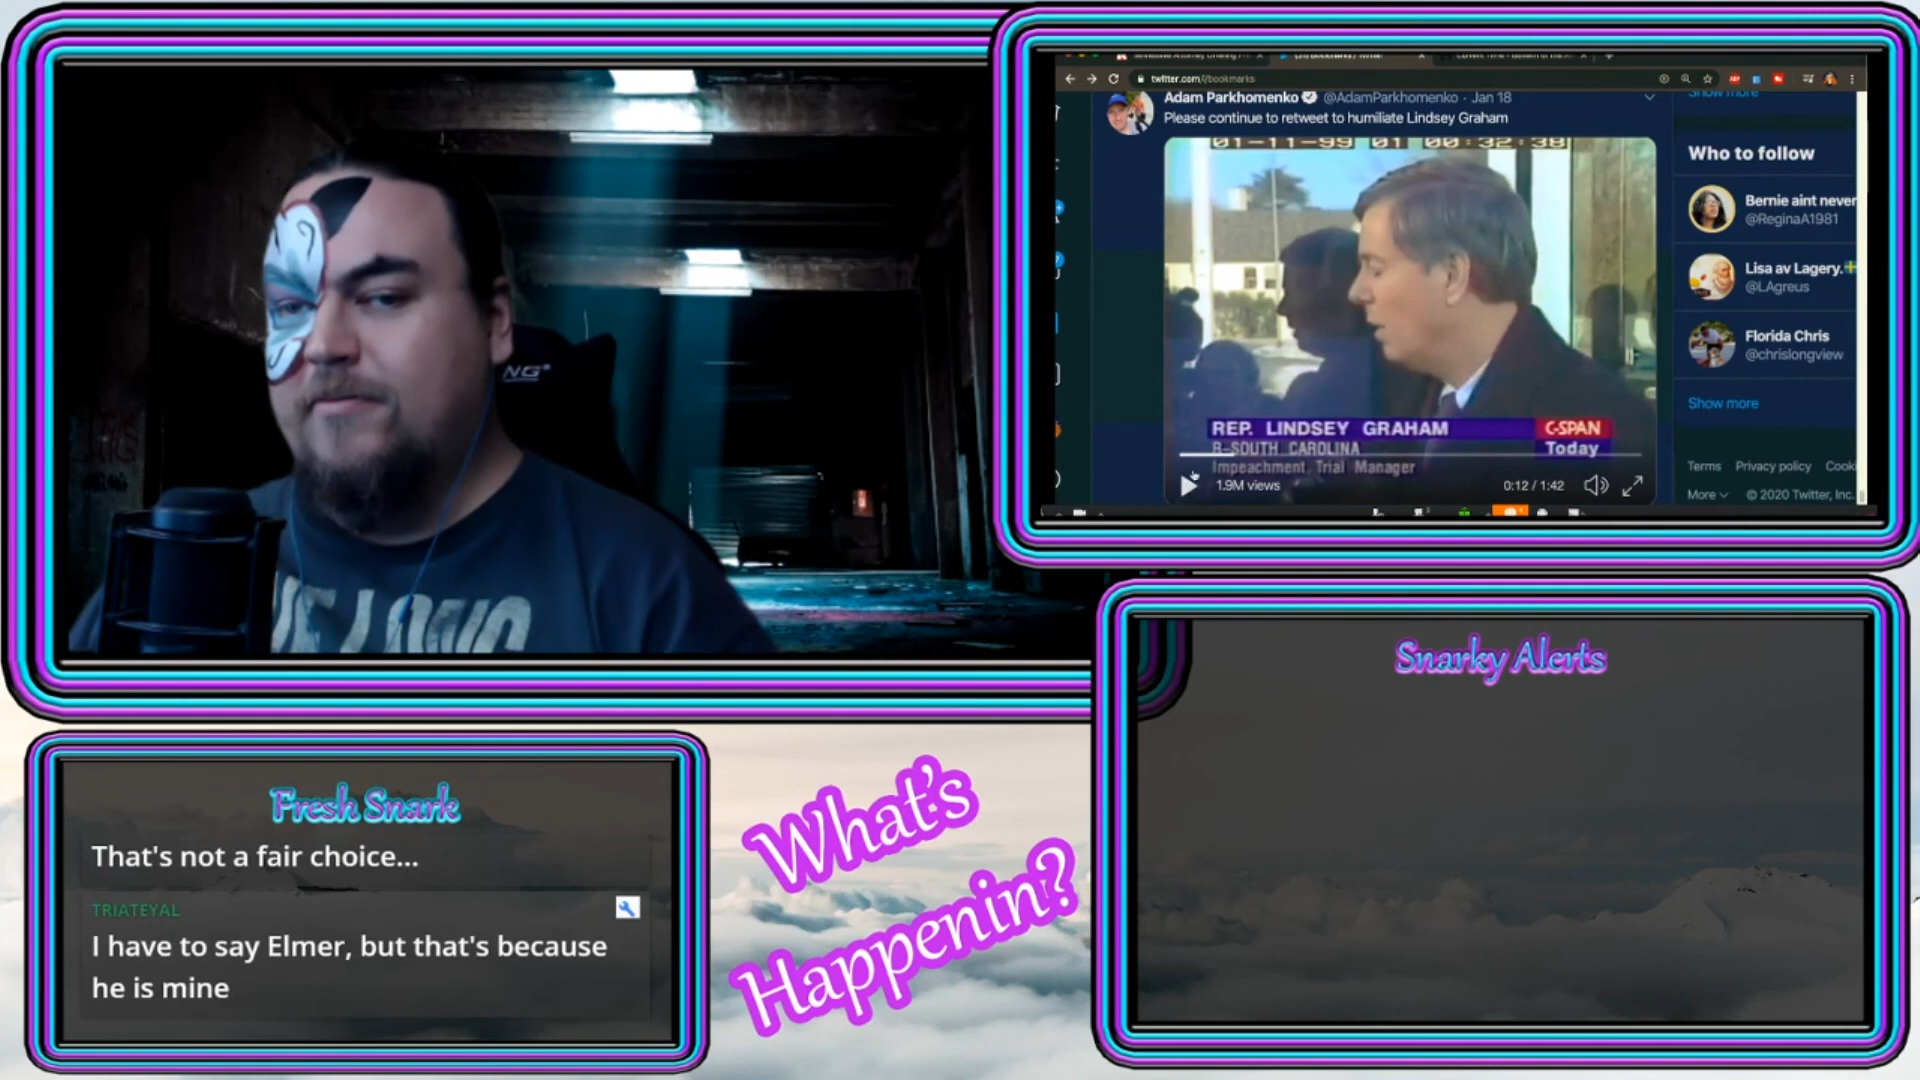 twitter.com/i/bookmarks
Adam Parkhomenko @AdamParkhomenko · Jan 18
Please continue to retweet to humiliate Lindsey Graham
01-11-99 01 00:32:38
REP. LINDSEY GRAHAM
R-SOUTH CAROLINA
Impeachment Trial Manager
C-SPAN
Today
1.9M views
0:12 / 1:42
Show more
Who to follow
Bernie aint never
@ReginaA1981
Lisa av Lagery.
@LAgreus
Florida Chris
@chrislongview
Show more
Terms Privacy policy Cooki
More © 2020 Twitter, Inc.
NG
Snarky Alerts
Fresh Snark
That's not a fair choice...
TRIATEYAL
I have to say Elmer, but that's because
he is mine
What's
Happenin?